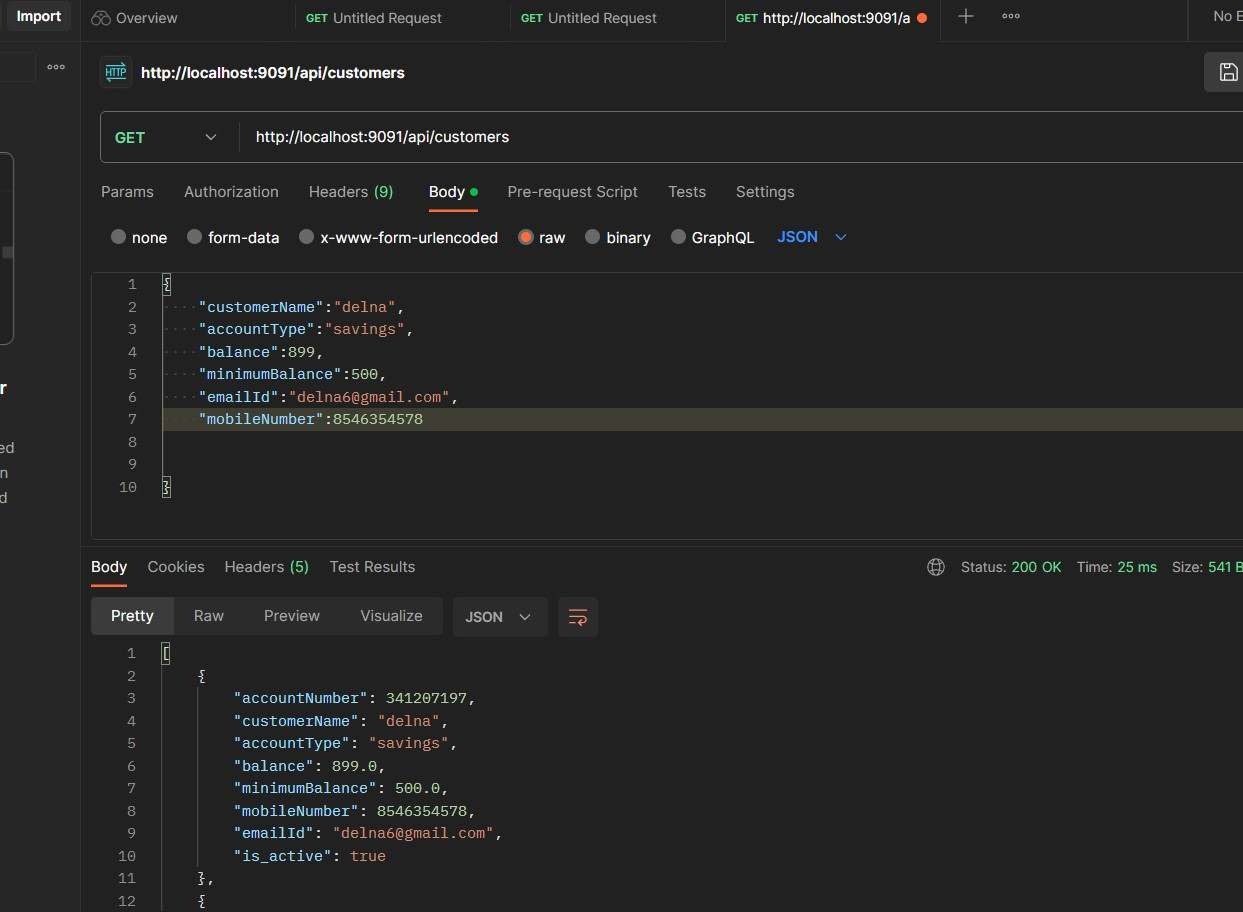 Import
Overview
GET Untitled Request
GET Untitled Request
GET http://localhost:9091/a
No E
HTTP http://localhost:9091/api/customers
GET http://localhost:9091/api/customers
Params Authorization Headers (9) Body Pre-request Script Tests Settings
none form-data x-www-form-urlencoded raw binary GraphQL JSON
1 {
2 "customerName":"delna",
3 "accountType":"savings",
4 "balance":899,
5 "minimumBalance":500,
6 "emailId":"delna6@gmail.com",
7 "mobileNumber":8546354578
8
9
10 }
r
ed
n
d
Body Cookies Headers (5) Test Results Status: 200 OK Time: 25 ms Size: 541 B
Pretty Raw Preview Visualize JSON
1 [
2 {
3 "accountNumber": 341207197,
4 "customerName": "delna",
5 "accountType": "savings",
6 "balance": 899.0,
7 "minimumBalance": 500.0,
8 "mobileNumber": 8546354578,
9 "emailId": "delna6@gmail.com",
10 "is_active": true
11 },
12 {